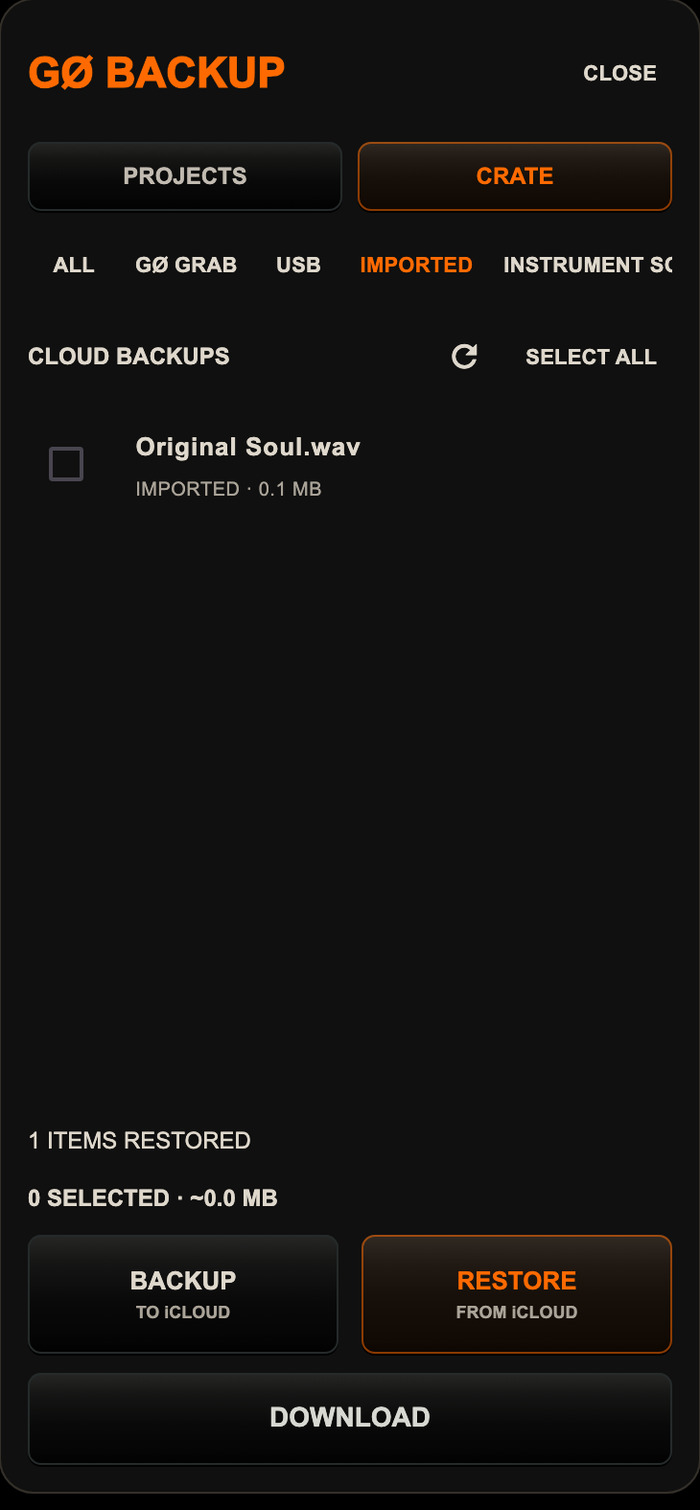 GØ BACKUP
CLOSE
PROJECTS
CRATE
ALL GØ GRAB USB IMPORTED INSTRUMENT
CLOUD BACKUPS
SELECT ALL
Original Soul.wav
IMPORTED · 0.1 MB
1 ITEMS RESTORED
0 SELECTED · ~0.0 MB
BACKUP
TO iCLOUD
RESTORE
FROM iCLOUD
DOWNLOAD